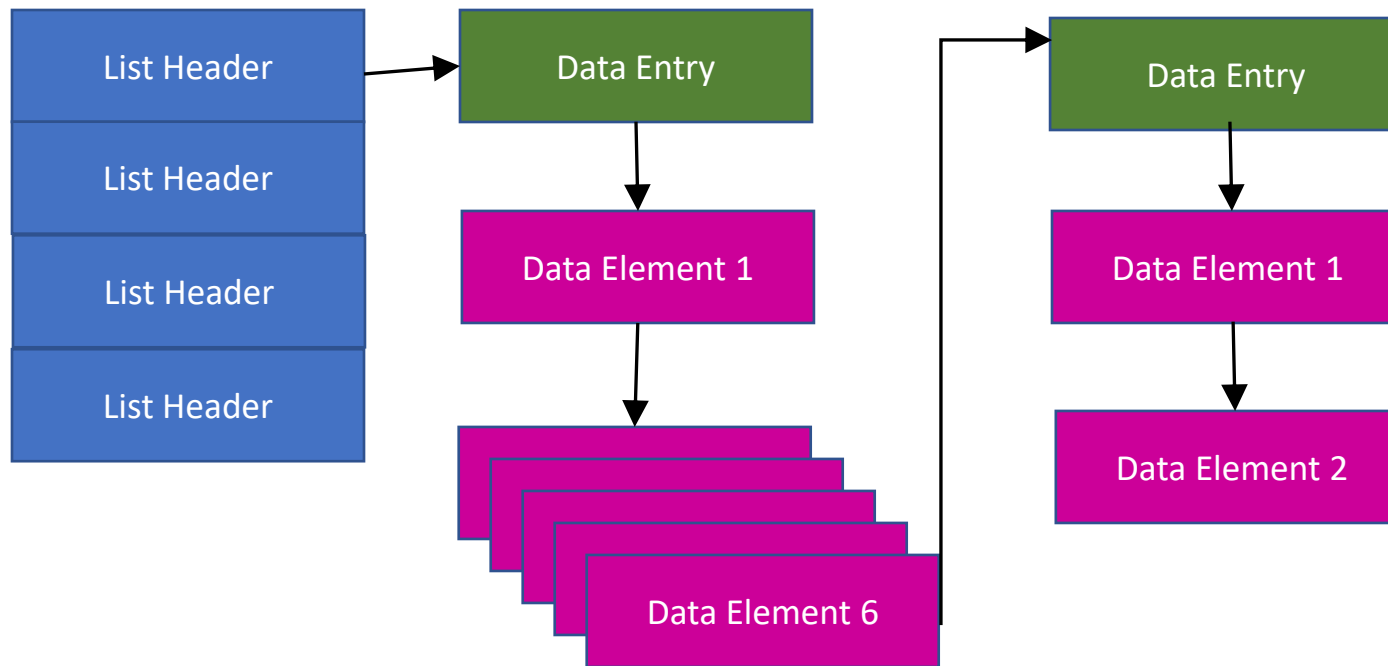 List Header
Data Entry
Data Entry
List Header
Data Element 1
Data Element 1
List Header
List Header
Data Element 2
Data Element 6